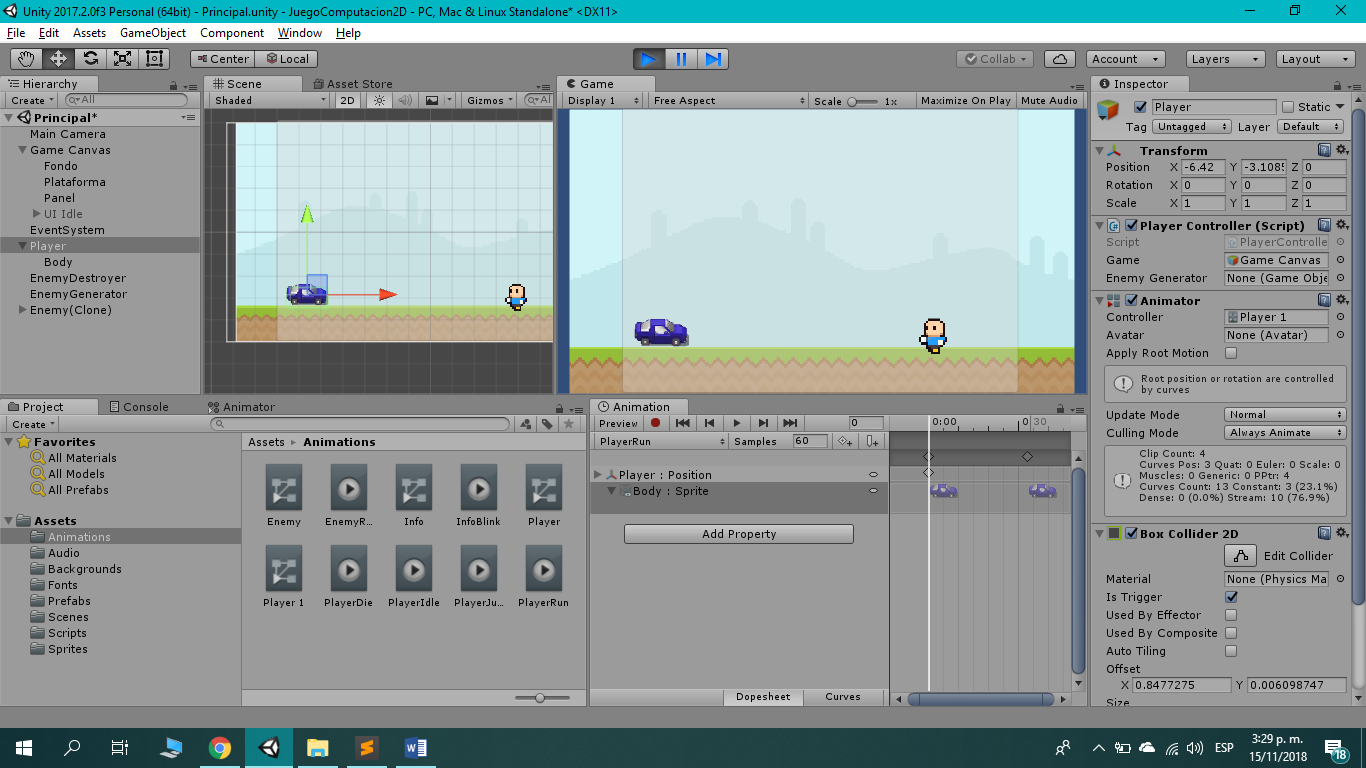 Unity 2017.2.0f3 Personal (64bit) - Principal.unity - JuegoComputacion2D - PC, Mac & Linux Standalone* <DX11>
File Edit Assets GameObject Component Window Help
Center Local Collab Account Layers Layout
Hierarchy
Create All
Principal*
Main Camera
Game Canvas
Fondo
Plataforma
Panel
UI Idle
EventSystem
Player
Body
EnemyDestroyer
EnemyGenerator
Enemy(Clone)
Scene Asset Store
Shaded 2D Gizmos All
Game
Display 1 Free Aspect Scale 1x Maximize On Play Mute Audio
Inspector
Player Static
Tag Untagged Layer Default
Transform
Position X -6.42 Y -3.1085 Z 0
Rotation X 0 Y 0 Z 0
Scale X 1 Y 1 Z 1
Player Controller (Script)
Script PlayerControlle
Game Game Canvas
Enemy Generator None (Game Obje
Animator
Controller Player 1
Avatar None (Avatar)
Apply Root Motion
Root position or rotation are controlled
by curves
Update Mode Normal
Culling Mode Always Animate
Clip Count: 4
Curves Pos: 3 Quat: 0 Euler: 0 Scale: 0
Muscles: 0 Generic: 0 PPtr: 4
Curves Count: 13 Constant: 3 (23.1%)
Dense: 0 (0.0%) Stream: 10 (76.9%)
Box Collider 2D
Edit Collider
Material None (Physics Ma
Is Trigger
Used By Effector
Used By Composite
Auto Tiling
Offset
X 0.8477275 Y 0.006098747
Size
Project Console Animator
Create
Favorites
All Materials
All Models
All Prefabs
Assets
Animations
Audio
Backgrounds
Fonts
Prefabs
Scenes
Scripts
Sprites
Assets Animations
Enemy EnemyR... Info InfoBlink Player
Player 1 PlayerDie PlayerIdle PlayerJu... PlayerRun
Animation
Preview 0 0:00 0 30
PlayerRun Samples 60
Player : Position
Body : Sprite
Add Property
Dopesheet Curves
ESP
3:29 p. m.
15/11/2018
18